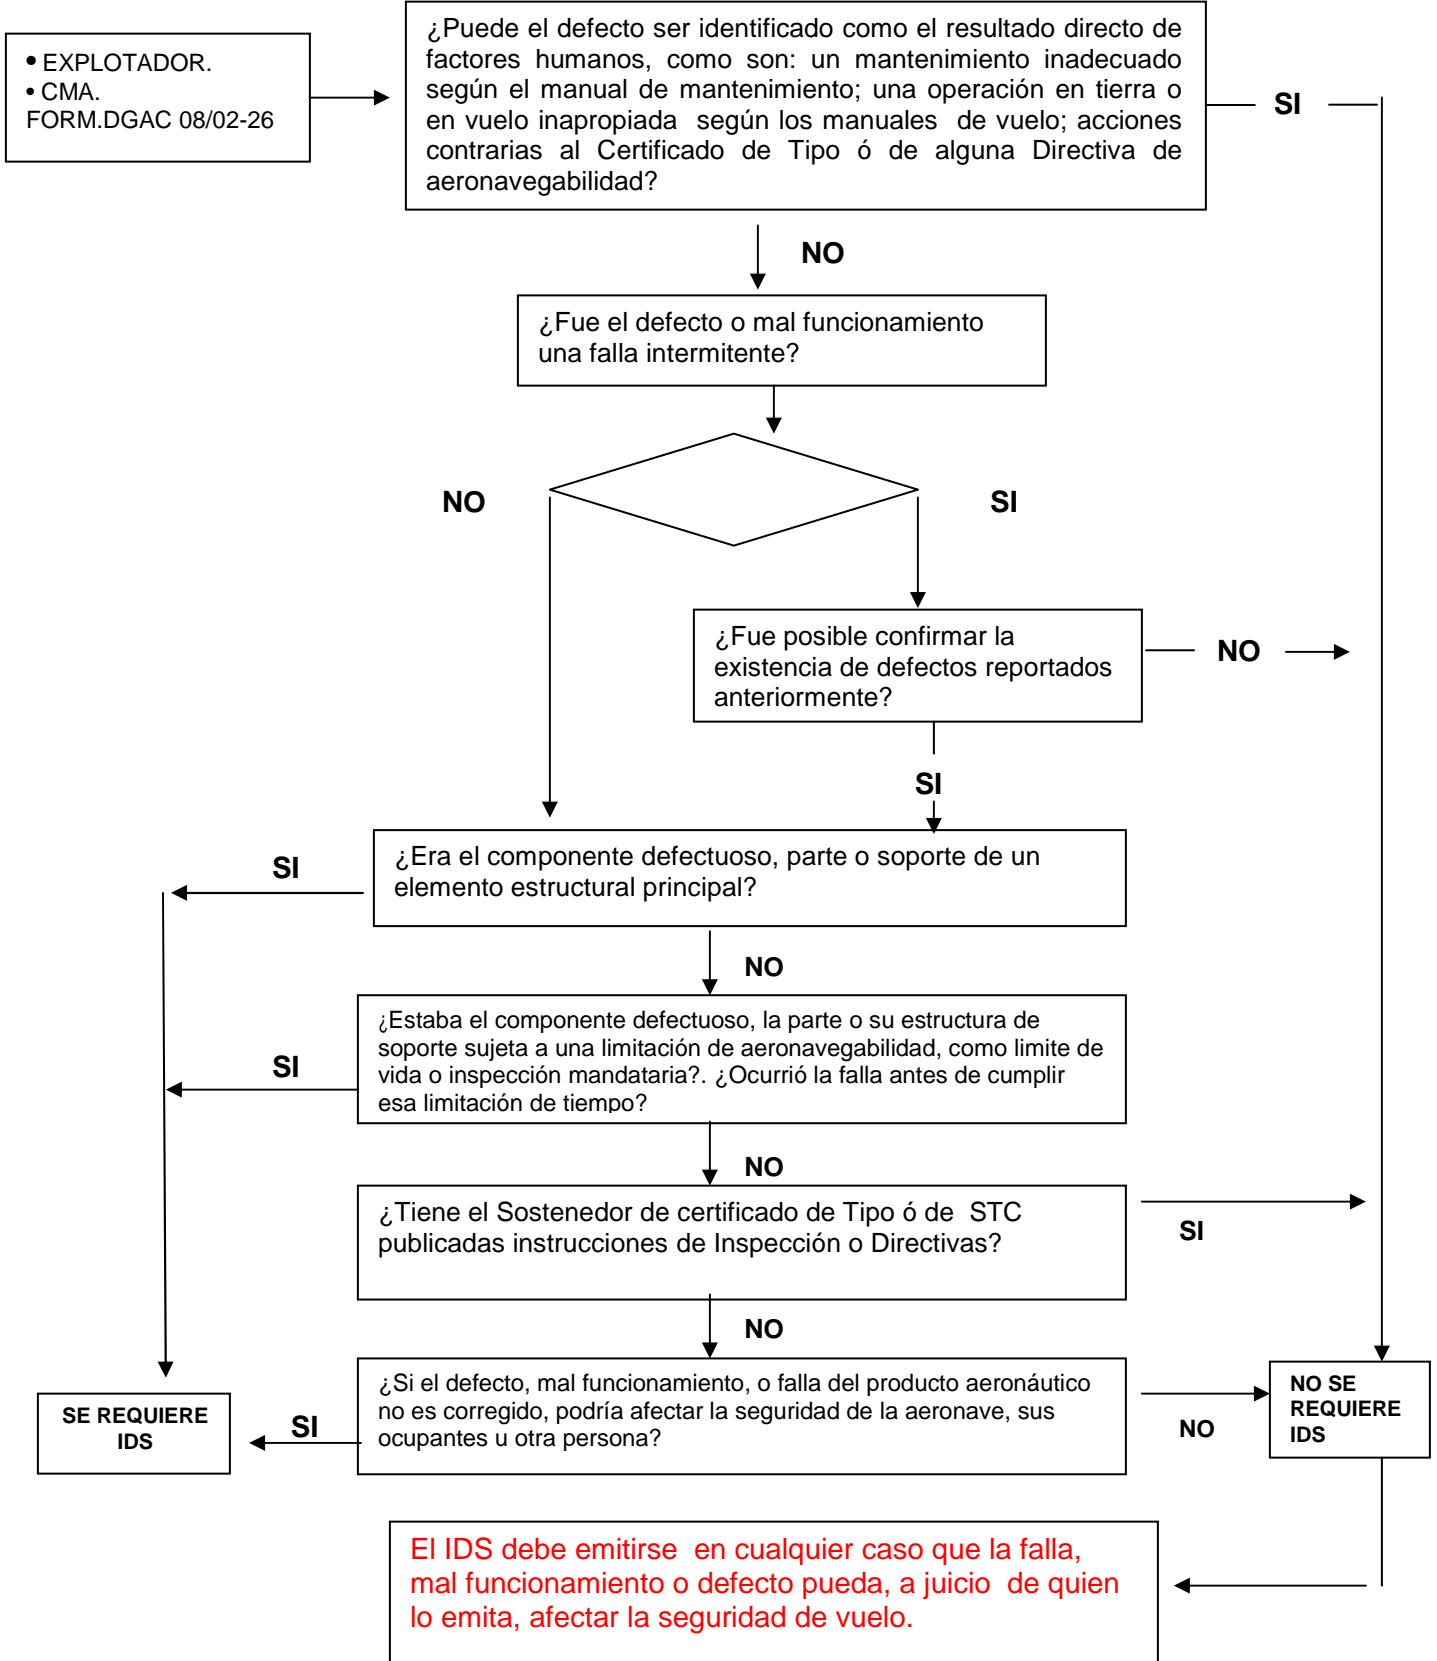 • EXPLOTADOR.
• CMA.
FORM.DGAC 08/02-26
¿Puede el defecto ser identificado como el resultado directo de
factores humanos, como son: un mantenimiento inadecuado
según el manual de mantenimiento; una operación en tierra o
en vuelo inapropiada según los manuales de vuelo; acciones
contrarias al Certificado de Tipo ó de alguna Directiva de
aeronavegabilidad?
SI
NO
¿Fue el defecto o mal funcionamiento
una falla intermitente?
NO
SI
¿Fue posible confirmar la
existencia de defectos reportados
anteriormente?
NO
SI
¿Era el componente defectuoso, parte o soporte de un
elemento estructural principal?
SI
NO
¿Estaba el componente defectuoso, la parte o su estructura de
soporte sujeta a una limitación de aeronavegabilidad, como limite de
vida o inspección mandataria?. ¿Ocurrió la falla antes de cumplir
esa limitación de tiempo?
SI
NO
¿Tiene el Sostenedor de certificado de Tipo ó de STC
publicadas instrucciones de Inspección o Directivas?
SI
NO
¿Si el defecto, mal funcionamiento, o falla del producto aeronáutico
no es corregido, podría afectar la seguridad de la aeronave, sus
ocupantes u otra persona?
SI
NO
SE REQUIERE
IDS
NO SE
REQUIERE
IDS
El IDS debe emitirse en cualquier caso que la falla,
mal funcionamiento o defecto pueda, a juicio de quien
lo emita, afectar la seguridad de vuelo.